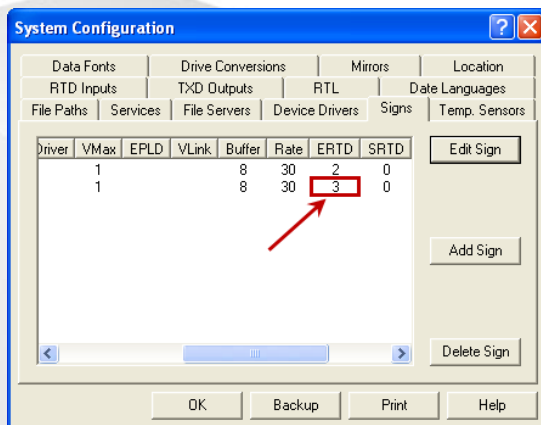 System Configuration
Data Fonts Drive Conversions Mirrors Location
RTD Inputs TXD Outputs RTL Date Languages
File Paths Services File Servers Device Drivers Signs Temp. Sensors
Driver VMax EPLD VLink Buffer Rate ERTD SRTD
1 8 30 2 0
1 8 30 3 0
Edit Sign
Add Sign
Delete Sign
OK Backup Print Help